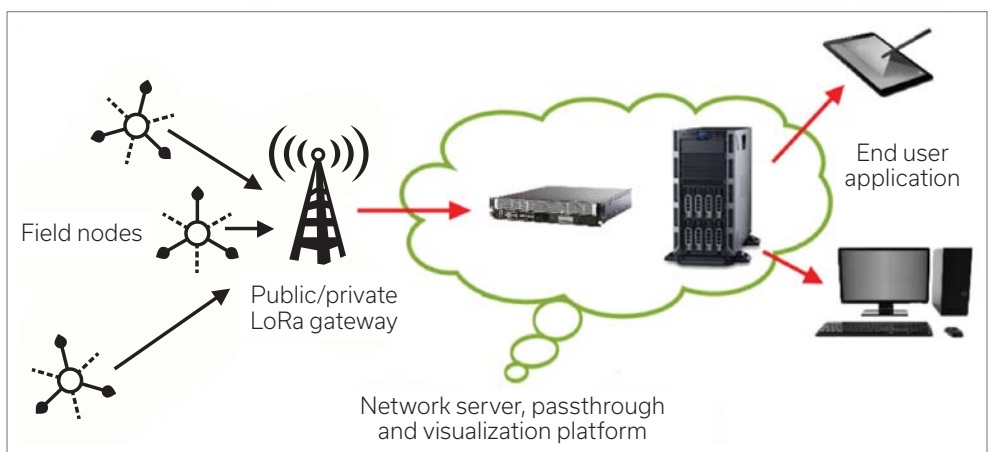 End user
application
Field nodes
Public/private
LoRa gateway
Network server, passthrough
and visualization platform